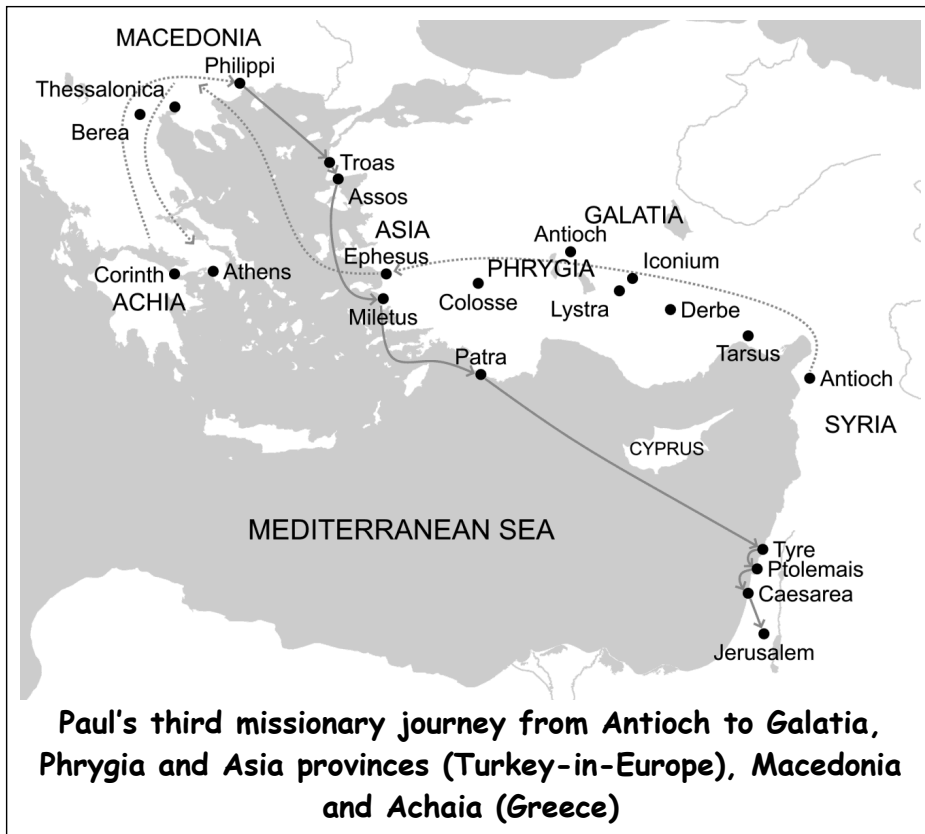 MACEDONIA
Philippi
Thessalonica
Berea
Troas
Assos
GALATIA
ASIA
Antioch
Ephesus
PHRYGIA
Iconium
Corinth
Athens
Colosse
Lystra
ACHIA
Miletus
Derbe
Tarsus
Patra
Antioch
SYRIA
CYPRUS
MEDITERRANEAN SEA
Tyre
Ptolemais
Caesarea
Jerusalem
Paul's third missionary journey from Antioch to Galatia,
Phrygia and Asia provinces (Turkey-in-Europe), Macedonia
and Achaia (Greece)